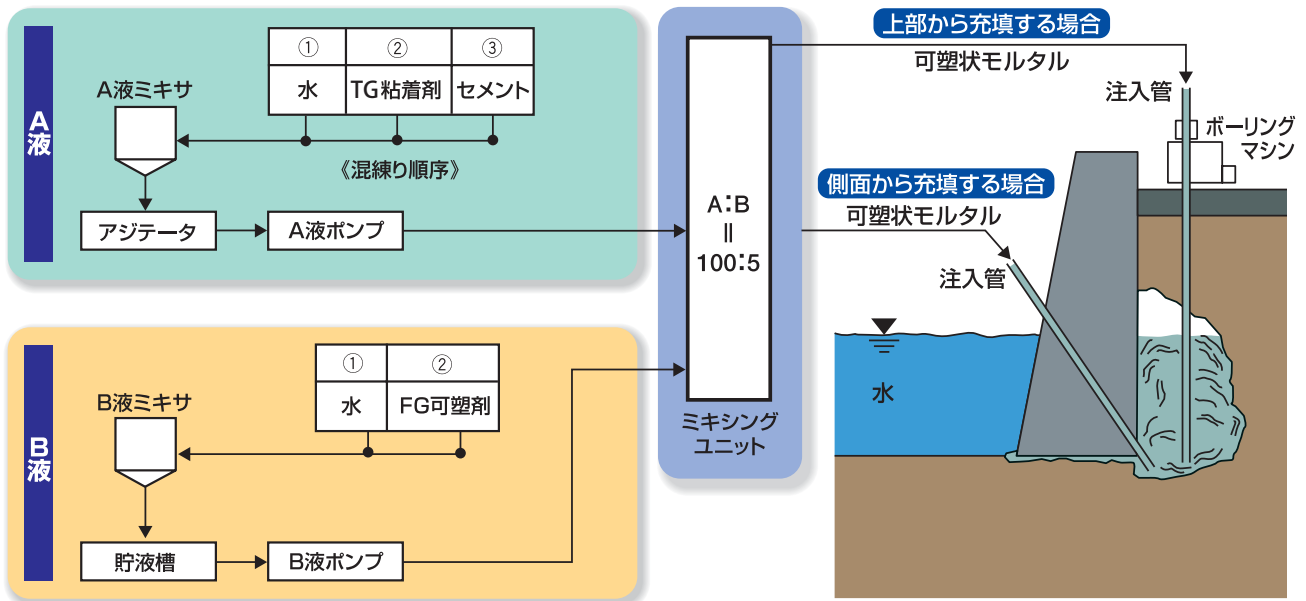 A液
① ② ③
水 TG粘着剤 セメント
A液ミキサ
《混練り順序》
アジテータ
A液ポンプ
B液
① ②
水 FG可塑剤
B液ミキサ
貯液槽
B液ポンプ
A:B
||
100:5
ミキシング
ユニット
上部から充填する場合
可塑状モルタル
注入管
ボーリング
マシン
側面から充填する場合
可塑状モルタル
注入管
水